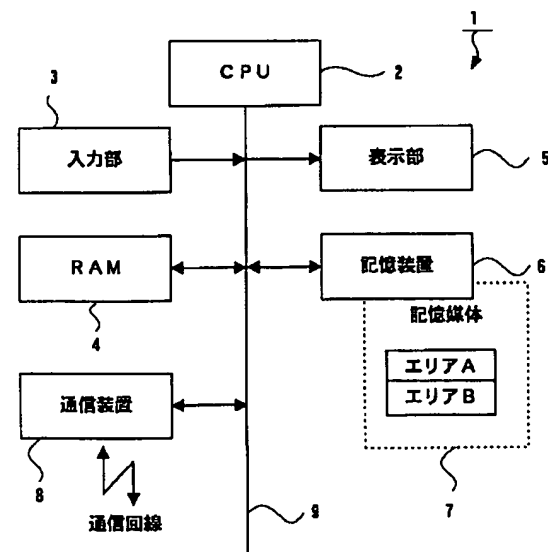 1
CPU
2
3
入力部
表示部
5
RAM
4
記憶装置
6
記憶媒体
エリアA
エリアB
7
通信装置
8
通信回線
9